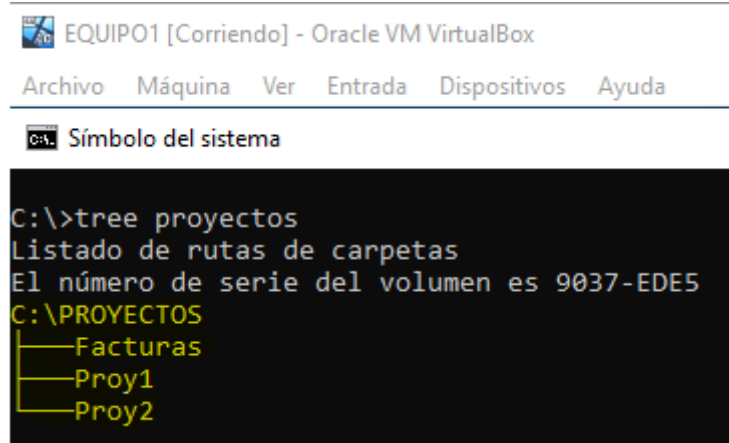 EQUIPO1 [Corriendo] - Oracle VM VirtualBox
Archivo Máquina Ver Entrada Dispositivos Ayuda
Símbolo del sistema
C:\>tree proyectos
Listado de rutas de carpetas
El número de serie del volumen es 9037-EDE5
C:\PROYECTOS
├───Facturas
├───Proy1
└───Proy2